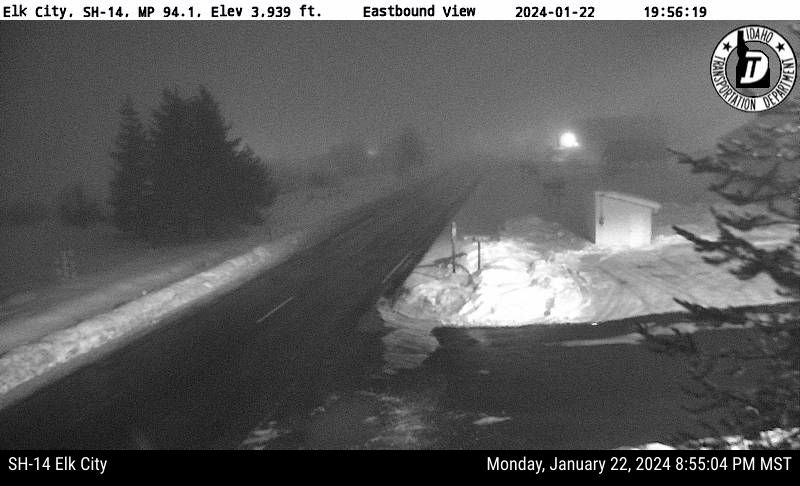 Elk City, SH-14, MP 94.1, Elev 3,939 ft. Eastbound View 2024-01-22 19:56:19
IDAHO TRANSPORTATION DEPARTMENT
SH-14 Elk City Monday, January 22, 2024 8:55:04 PM MST